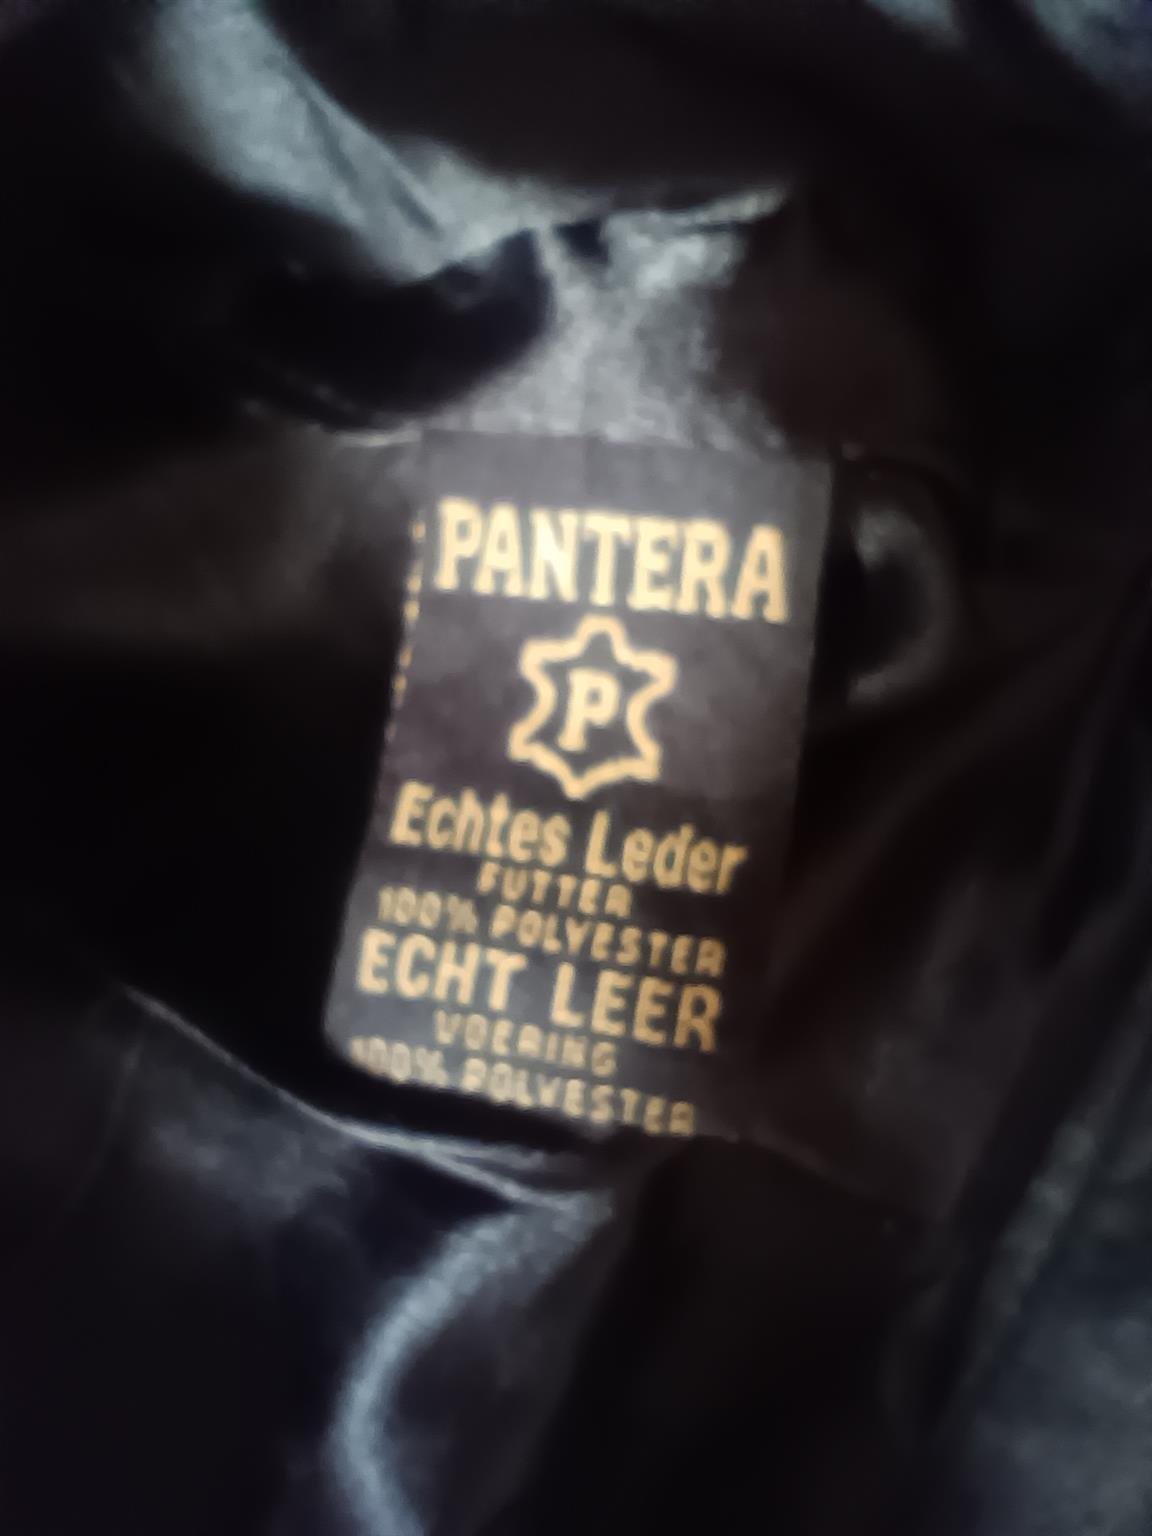 PANTERA
P
Echtes Leder
FUTTER
100% POLYESTER
ECHT LEER
VOERING
100% POLYESTER